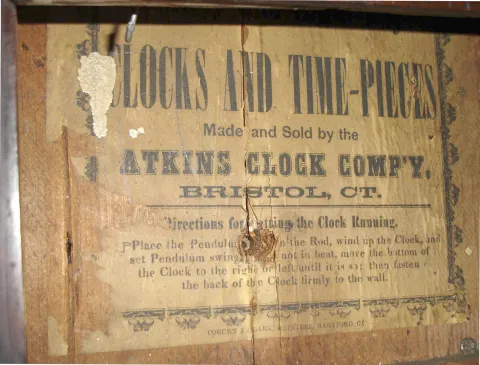 CLOCKS AND TIME-PIECES
Made and Sold by the
ATKINS CLOCK COMP'Y,
BRISTOL, CT.
Directions for Setting the Clock Running.
Place the Pendulum on the Rod, wind up the Clock, and
set Pendulum swinging, not in beat, move the bottom of
the Clock to the right or left until it is so; then fasten
the back of the Clock firmly to the wall.
PRINTERS, HARTFORD, CT